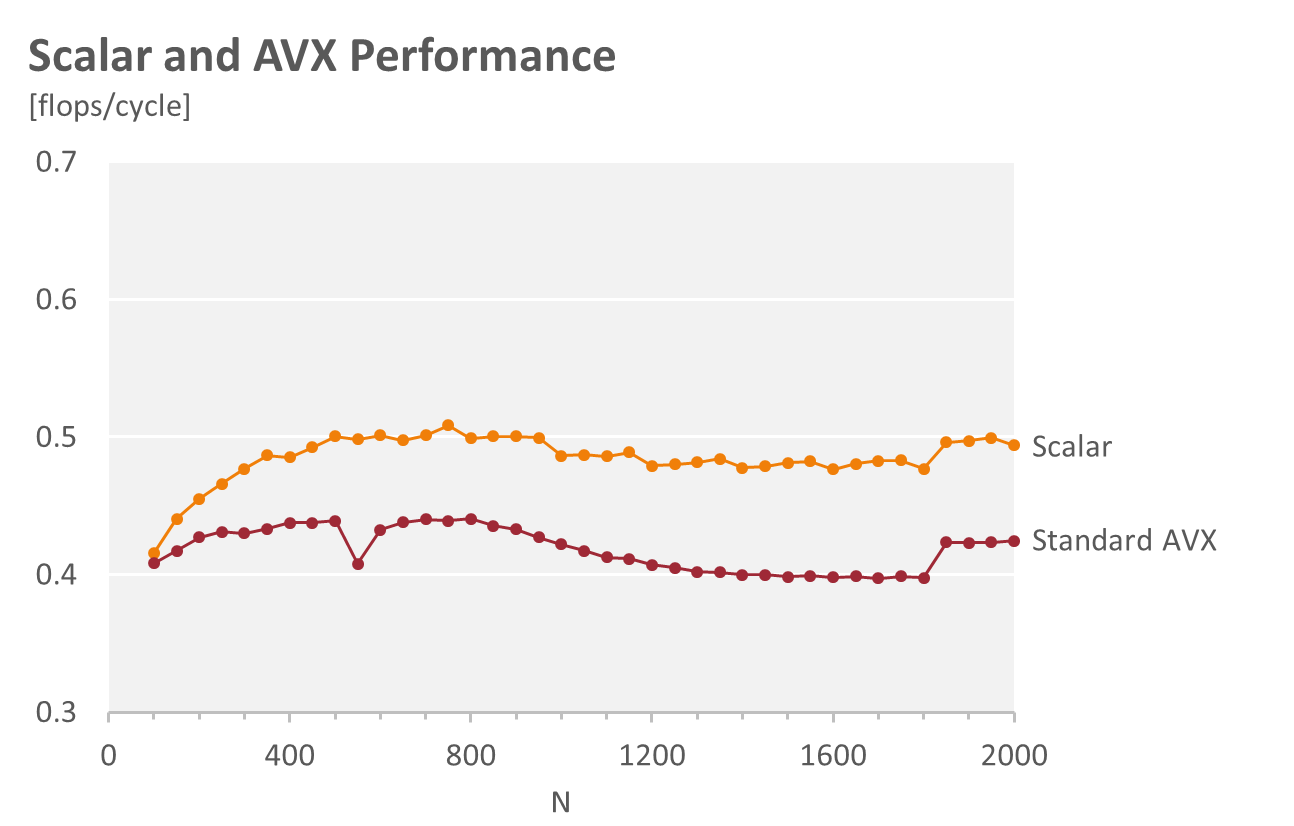 Scalar and AVX Performance
[flops/cycle]
0.7
0.6
0.5
Scalar
Standard AVX
0.4
0.3
0 400 800 1200 1600 2000
N